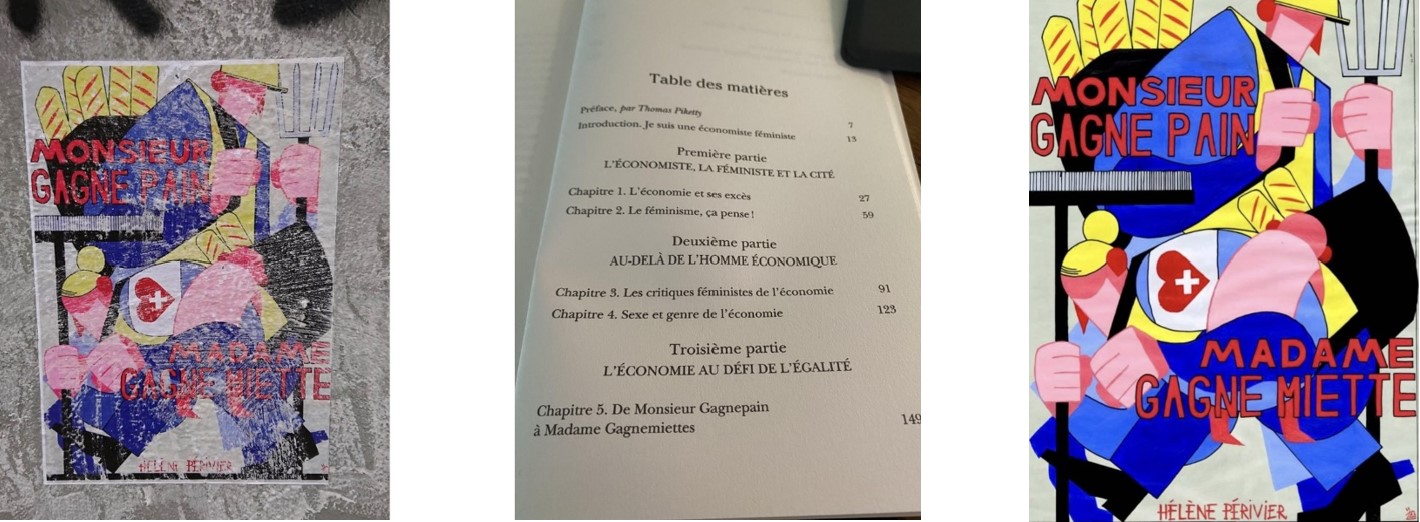 MONSIEUR
GAGNE PAIN
MADAME
GAGNE MIETTE
HÉLÈNE PÉRIVIER
Table des matières
Préface, par Thomas Piketty 7
Introduction. Je suis une économiste féministe 13
Première partie
L'ÉCONOMISTE, LA FÉMINISTE ET LA CITÉ
Chapitre 1. L'économie et ses excès 27
Chapitre 2. Le féminisme, ça pense! 59
Deuxième partie
AU-DELÀ DE L'HOMME ÉCONOMIQUE
Chapitre 3. Les critiques féministes de l'économie 91
Chapitre 4. Sexe et genre de l'économie 123
Troisième partie
L'ÉCONOMIE AU DÉFI DE L'ÉGALITÉ
Chapitre 5. De Monsieur Gagnepain
à Madame Gagnemiettes 149
MONSIEUR
GAGNE PAIN
MADAME
GAGNE MIETTE
HÉLÈNE PÉRIVIER